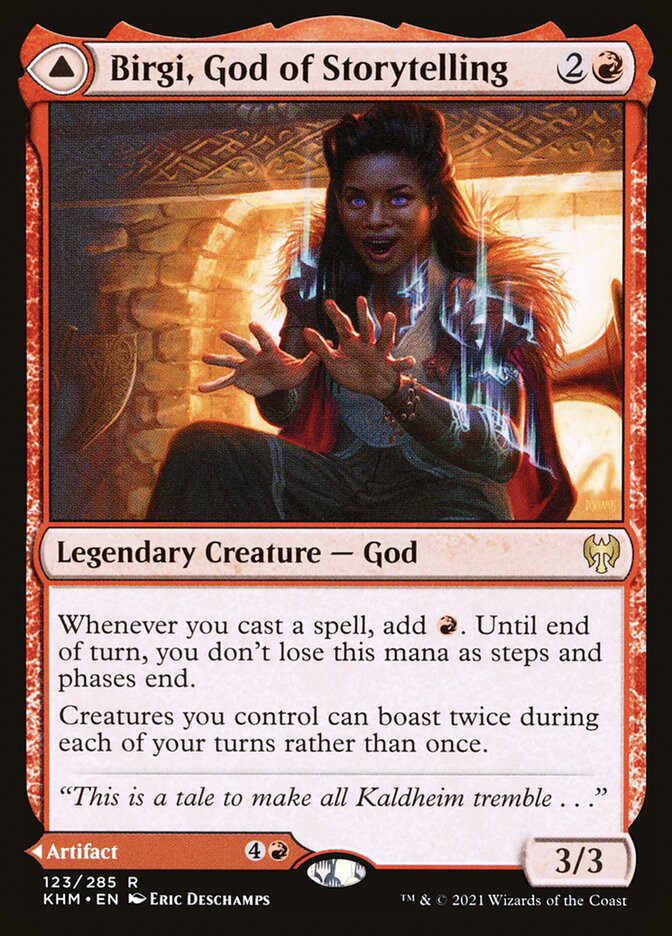 Birgi, God of Storytelling 2
Legendary Creature — God
Whenever you cast a spell, add . Until end
of turn, you don't lose this mana as steps and
phases end.
Creatures you control can boast twice during
each of your turns rather than once.
“This is a tale to make all Kaldheim tremble . . .”
Artifact 4
3/3
123/285 R
KHM • EN Eric Deschamps
™ & © 2021 Wizards of the Coast